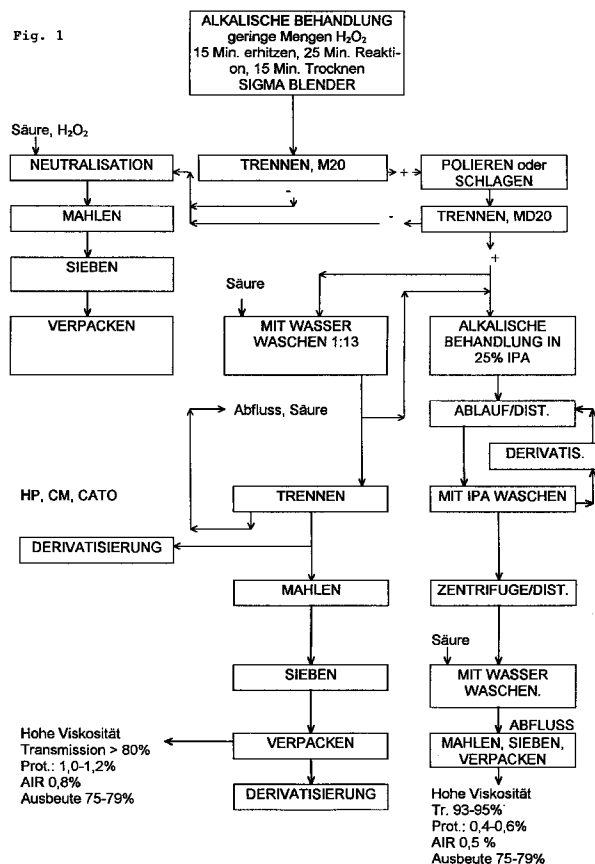 Fig. 1
ALKALISCHE BEHANDLUNG
geringe Mengen H₂O₂
15 Min. erhitzen, 25 Min. Reakti-
on, 15 Min. Trocknen
SIGMA BLENDER
Säure, H₂O₂
NEUTRALISATION
TRENNEN, M20
+
POLIEREN oder
SCHLAGEN
-
MAHLEN
-
TRENNEN, MD20
+
SIEBEN
Säure
VERPACKEN
MIT WASSER
WASCHEN 1:13
ALKALISCHE
BEHANDLUNG IN
25% IPA
Abfluss, Säure
ABLAUF/DIST.
DERIVATIS.
HP, CM, CATO
TRENNEN
MIT IPA WASCHEN
DERIVATISIERUNG
MAHLEN
ZENTRIFUGE/DIST.
Säure
SIEBEN
MIT WASSER
WASCHEN.
ABFLUSS
Hohe Viskosität
Transmission > 80%
Prot.: 1,0-1,2%
AIR 0,8%
Ausbeute 75-79%
VERPACKEN
MAHLEN, SIEBEN,
VERPACKEN
DERIVATISIERUNG
Hohe Viskosität
Tr. 93-95%
Prot.: 0,4-0,6%
AIR 0,5 %
Ausbeute 75-79%